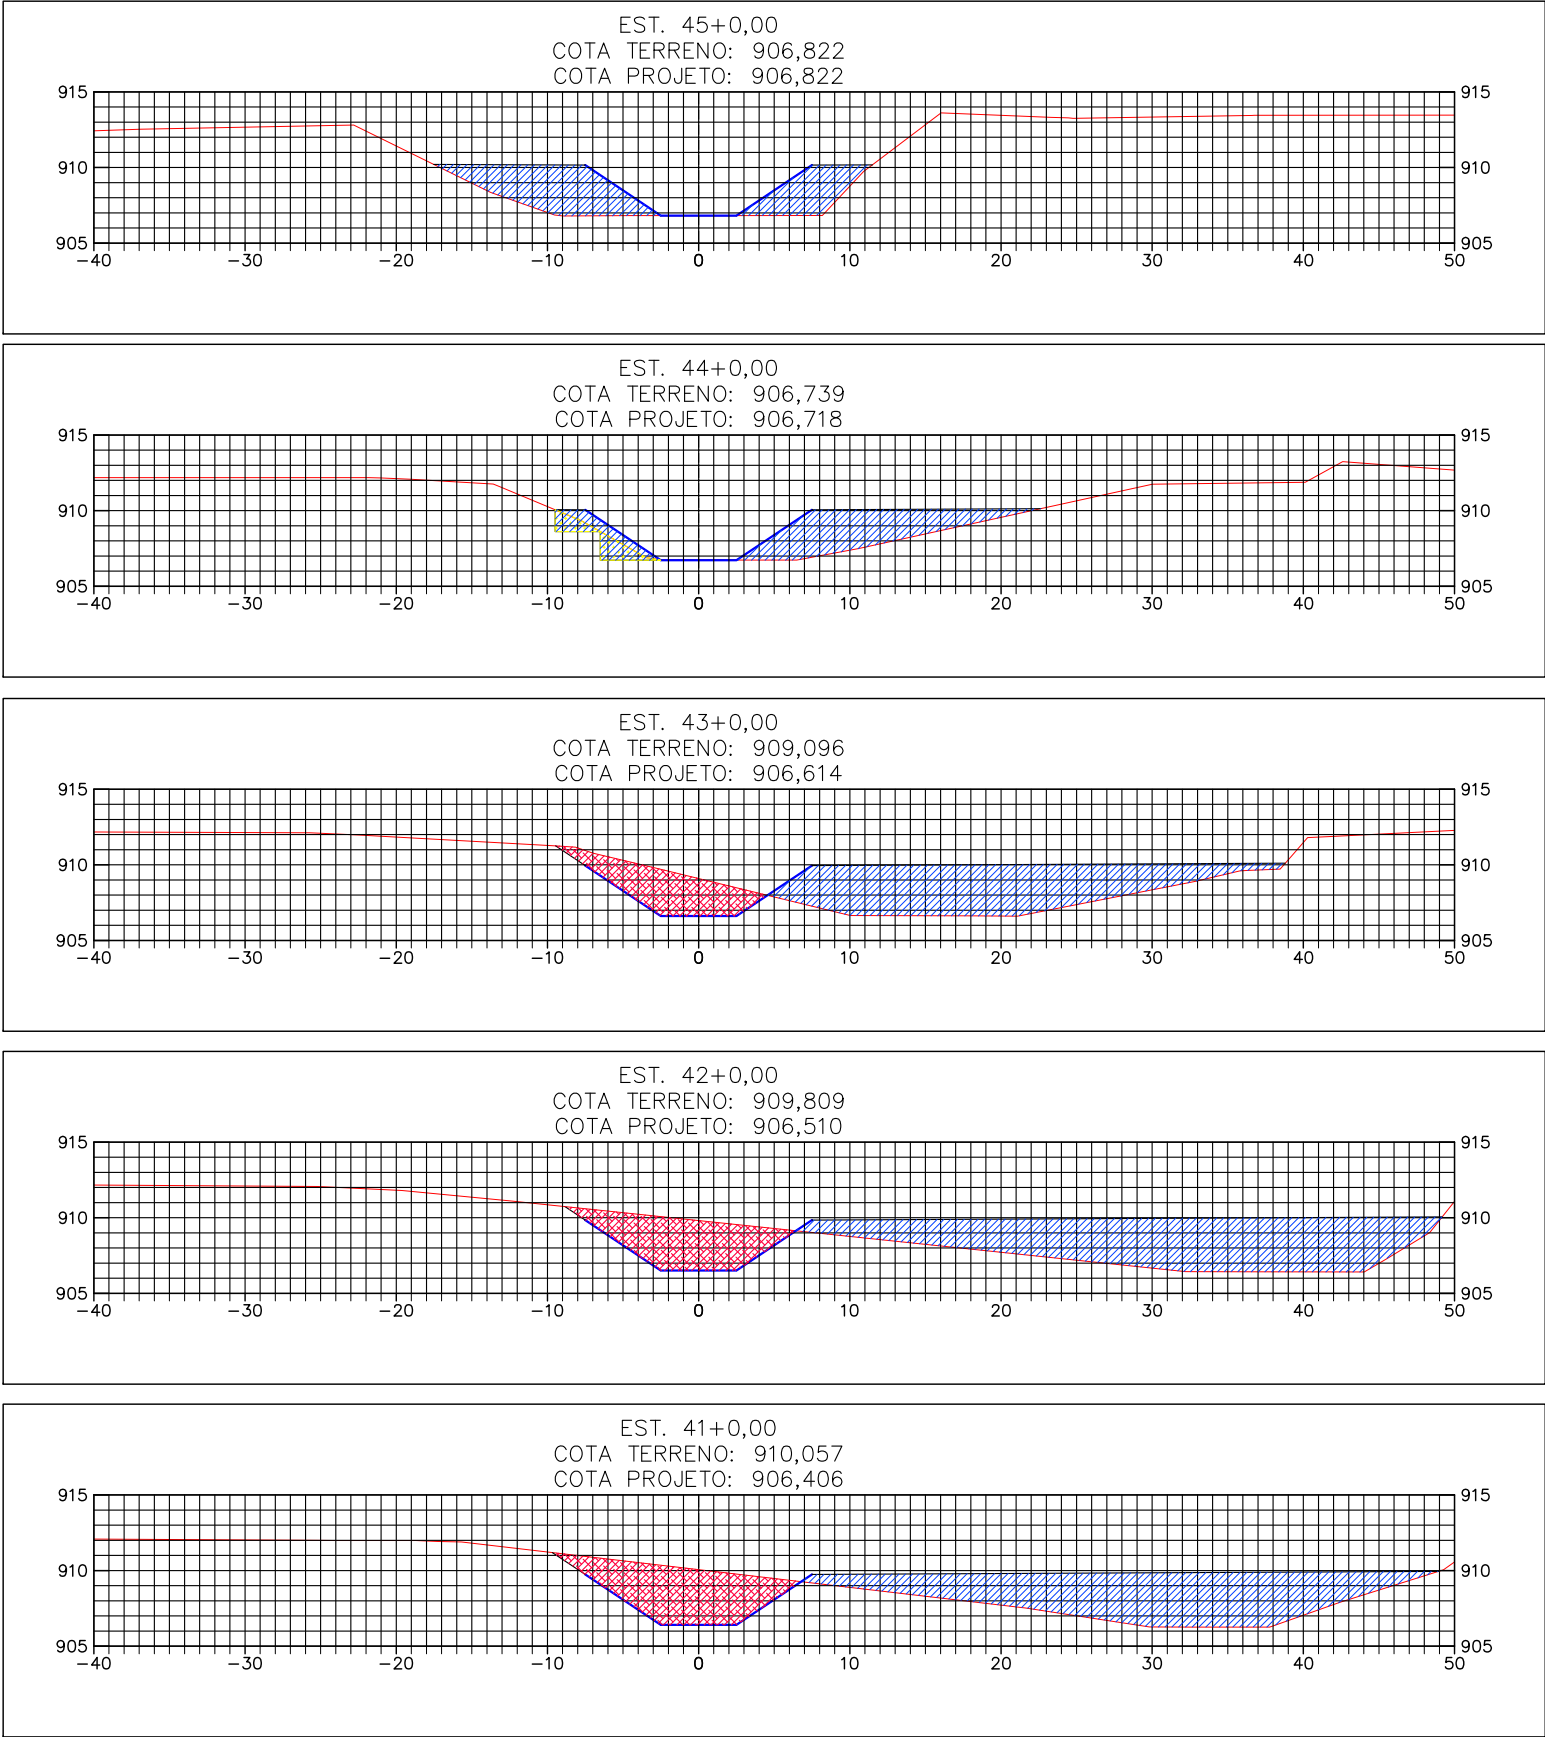 EST. 45+0,00
COTA TERRENO: 906,822
COTA PROJETO: 906,822
915 915
910 910
905 905
-40 -30 -20 -10 0 10 20 30 40 50
EST. 44+0,00
COTA TERRENO: 906,739
COTA PROJETO: 906,718
915 915
910 910
905 905
-40 -30 -20 -10 0 10 20 30 40 50
EST. 43+0,00
COTA TERRENO: 909,096
COTA PROJETO: 906,614
915 915
910 910
905 905
-40 -30 -20 -10 0 10 20 30 40 50
EST. 42+0,00
COTA TERRENO: 909,809
COTA PROJETO: 906,510
915 915
910 910
905 905
-40 -30 -20 -10 0 10 20 30 40 50
EST. 41+0,00
COTA TERRENO: 910,057
COTA PROJETO: 906,406
915 915
910 910
905 905
-40 -30 -20 -10 0 10 20 30 40 50